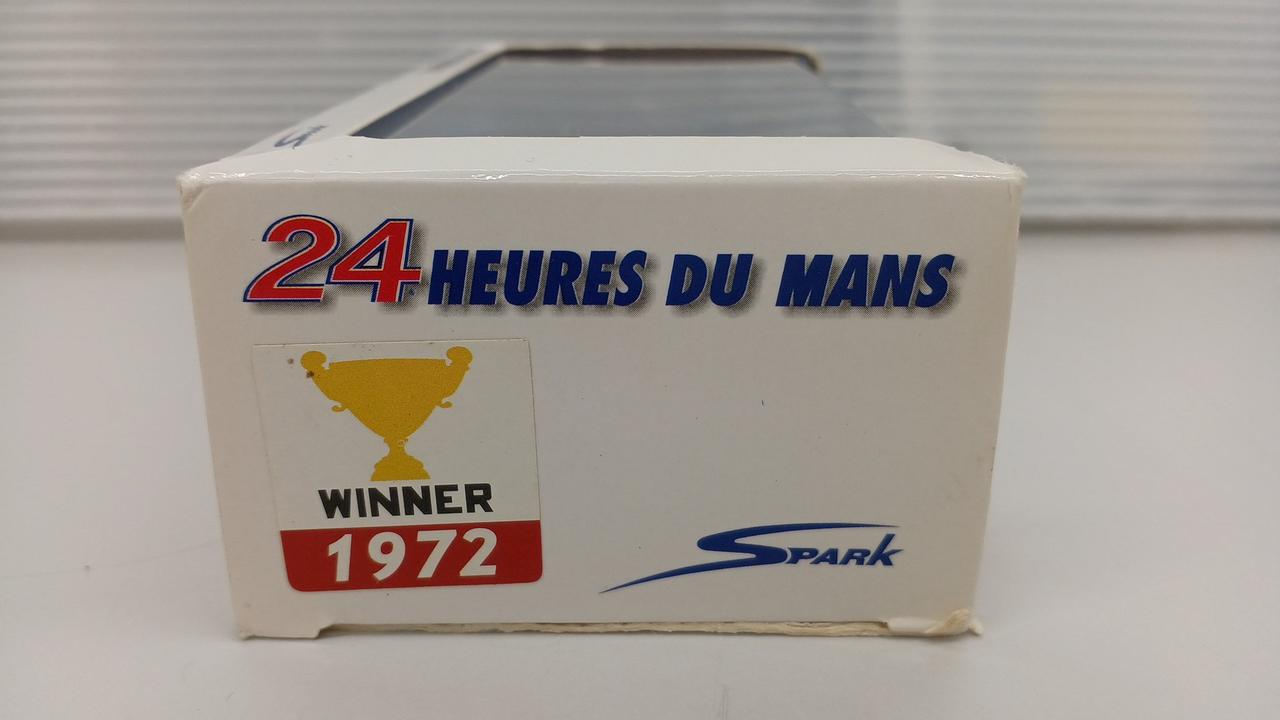 24 HEURES DU MANS
WINNER
1972
SPARK